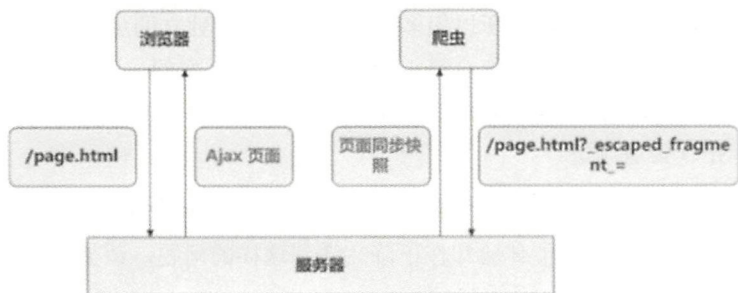 浏览器
爬虫
/page.html
Ajax 页面
页面同步快
照
/page.html?_escaped_fragme
nt_=
服务器